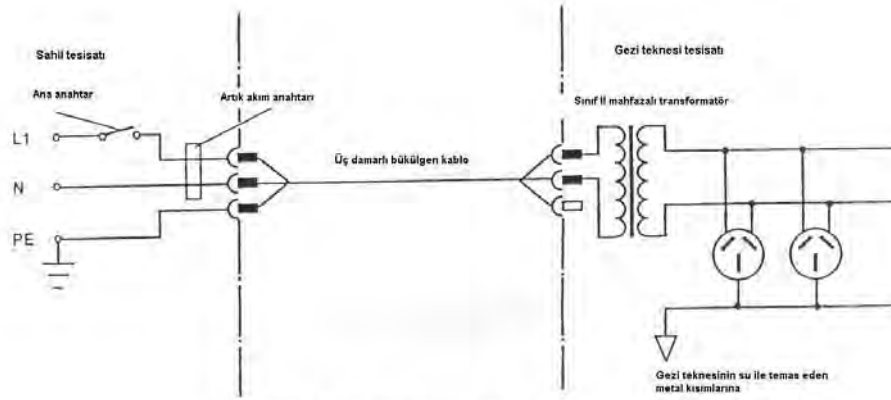 Sahil tesisatı
Gezi teknesi tesisatı
Ana anahtar
Artık akım anahtarı
Sınıf II mahfazalı transformatör
L1
Üç damarlı bükülgen kablo
N
PE
Gezi teknesinin su ile temas eden
metal kısımlarına